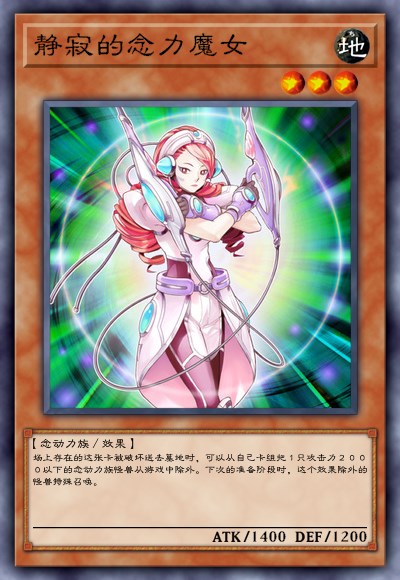 静寂的念力魔女
地
【念动力族／效果】
场上存在的这张卡被破坏送去墓地时，可以从自己卡组把１只攻击力２００
０以下的念动力族怪兽从游戏中除外。下次的准备阶段时，这个效果除外的
怪兽特殊召唤。
ATK/1400 DEF/1200